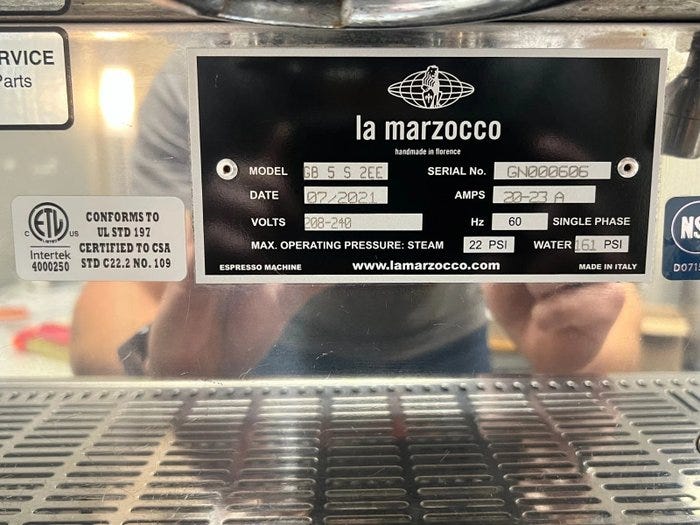 RVICE
Parts
la marzocco
handmade in florence
MODEL GB 5 S 2EE SERIAL No. GN000606
DATE 07/2021 AMPS 20-23 A
VOLTS 208-240 Hz 60 SINGLE PHASE
MAX. OPERATING PRESSURE: STEAM 22 PSI WATER 161 PSI
ESPRESSO MACHINE www.lamarzocco.com MADE IN ITALY
ETL
C US
Intertek
4000250
CONFORMS TO
UL STD 197
CERTIFIED TO CSA
STD C22.2 NO. 109
NS
D071